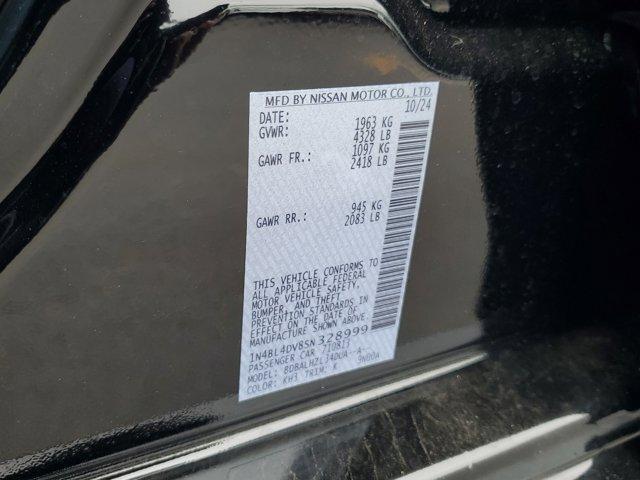 MFD BY NISSAN MOTOR CO., LTD.
DATE: 10/24
GVWR: 1963 KG
4328 LB
GAWR FR.: 1097 KG
2418 LB
GAWR RR.: 945 KG
2083 LB
THIS VEHICLE CONFORMS TO
ALL APPLICABLE FEDERAL
MOTOR VEHICLE SAFETY,
BUMPER, AND THEFT
PREVENTION STANDARDS IN
EFFECT ON THE DATE OF
MANUFACTURE SHOWN ABOVE.
1N4BL4DV8SN328999
PASSENGER CAR 710813
MODEL: BDBALHZL34DUA--A-
COLOR: KH3 TRIM: K 9N00A